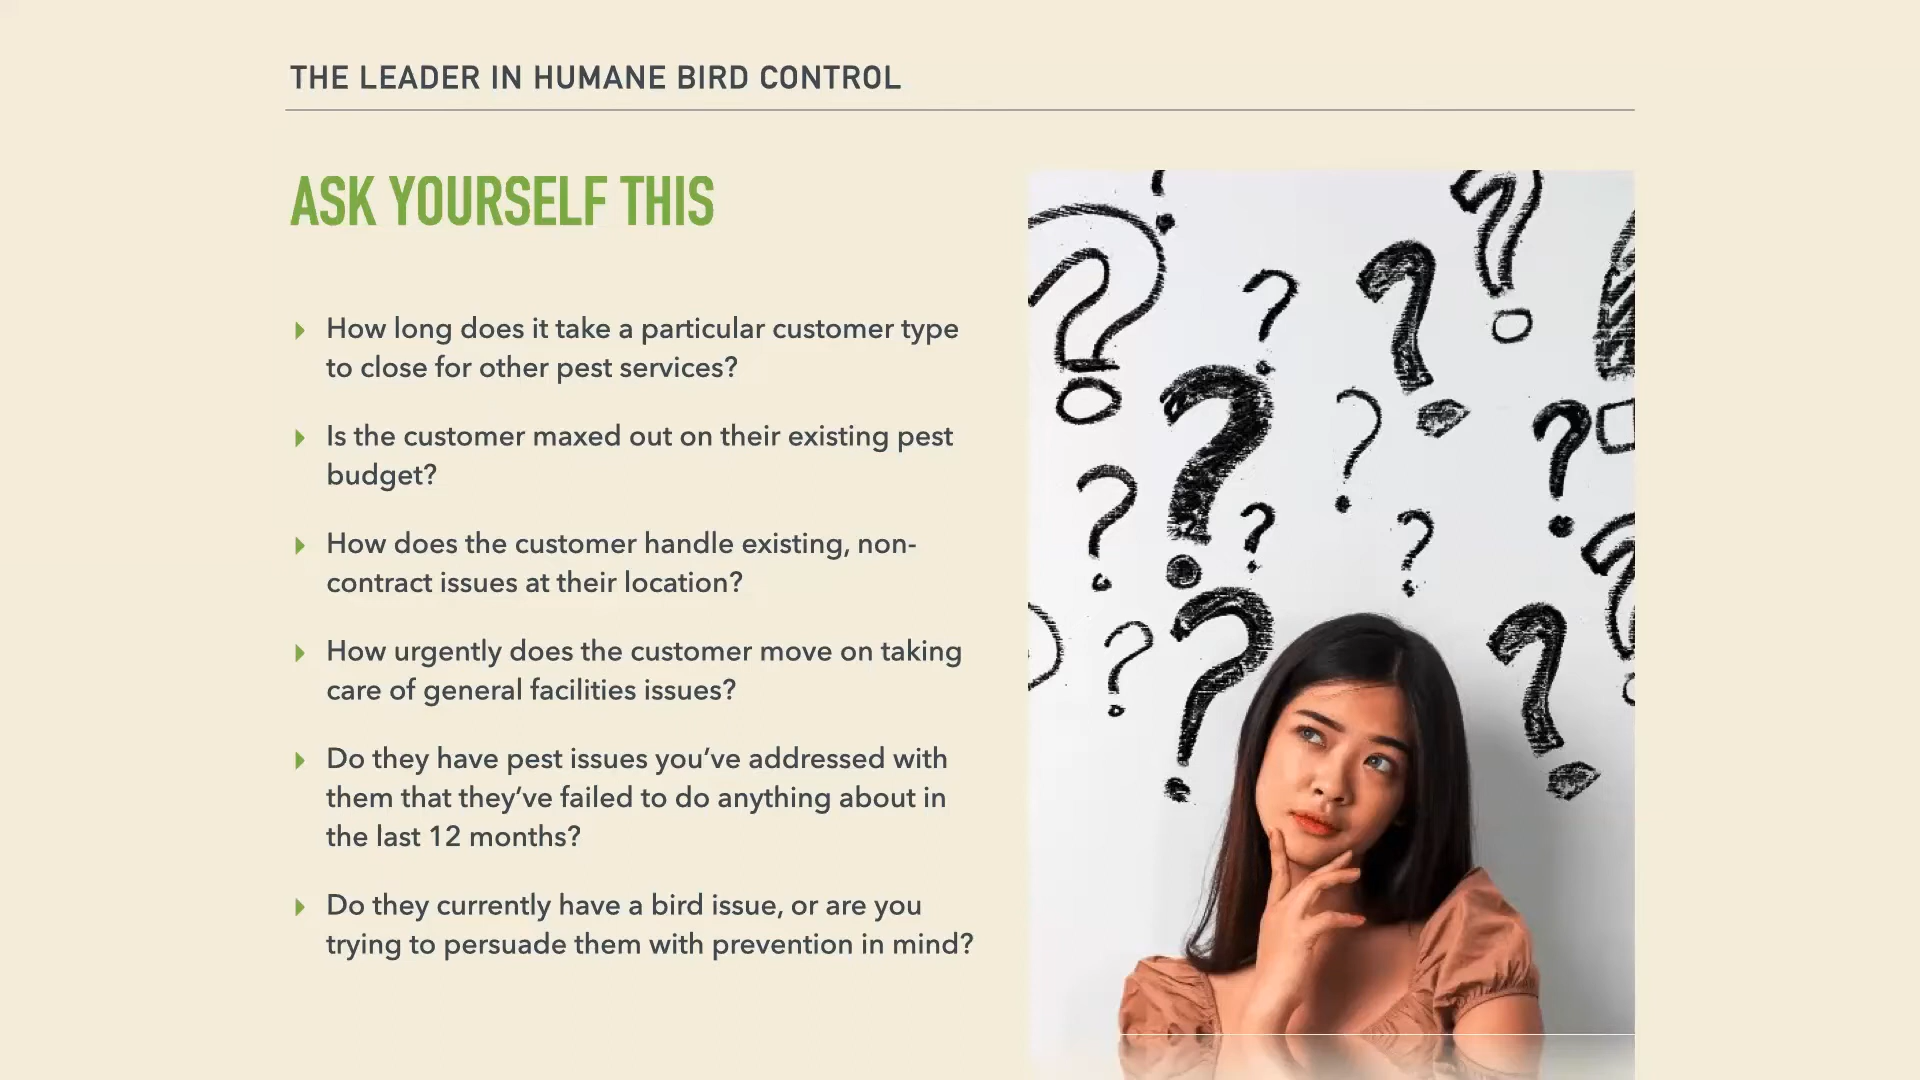 THE LEADER IN HUMANE BIRD CONTROL
ASK YOURSELF THIS
How long does it take a particular customer type
to close for other pest services?
Is the customer maxed out on their existing pest
budget?
How does the customer handle existing, non-
contract issues at their location?
How urgently does the customer move on taking
care of general facilities issues?
Do they have pest issues you’ve addressed with
them that they’ve failed to do anything about in
the last 12 months?
Do they currently have a bird issue, or are you
trying to persuade them with prevention in mind?